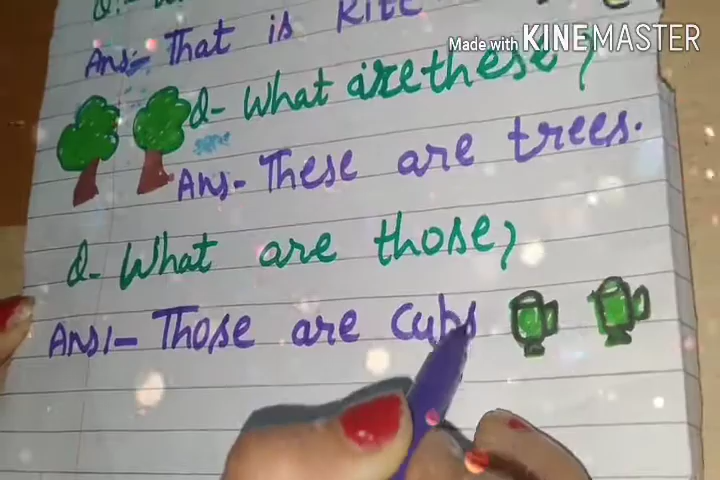 Ans:- That is Kite
Made with KINEMASTER
Q- What are these?
Ans- These are trees.
Q- What are those?
Ans:- Those are cups